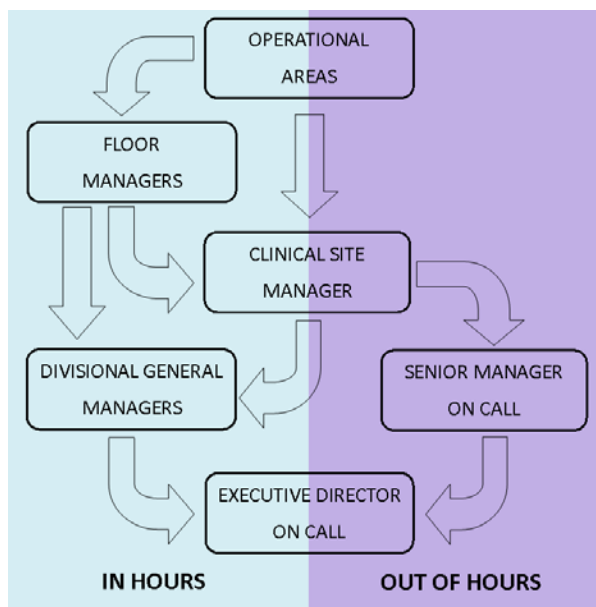 OPERATIONAL
AREAS
FLOOR
MANAGERS
CLINICAL SITE
MANAGER
DIVISIONAL GENERAL
MANAGERS
SENIOR MANAGER
ON CALL
EXECUTIVE DIRECTOR
ON CALL
IN HOURS
OUT OF HOURS